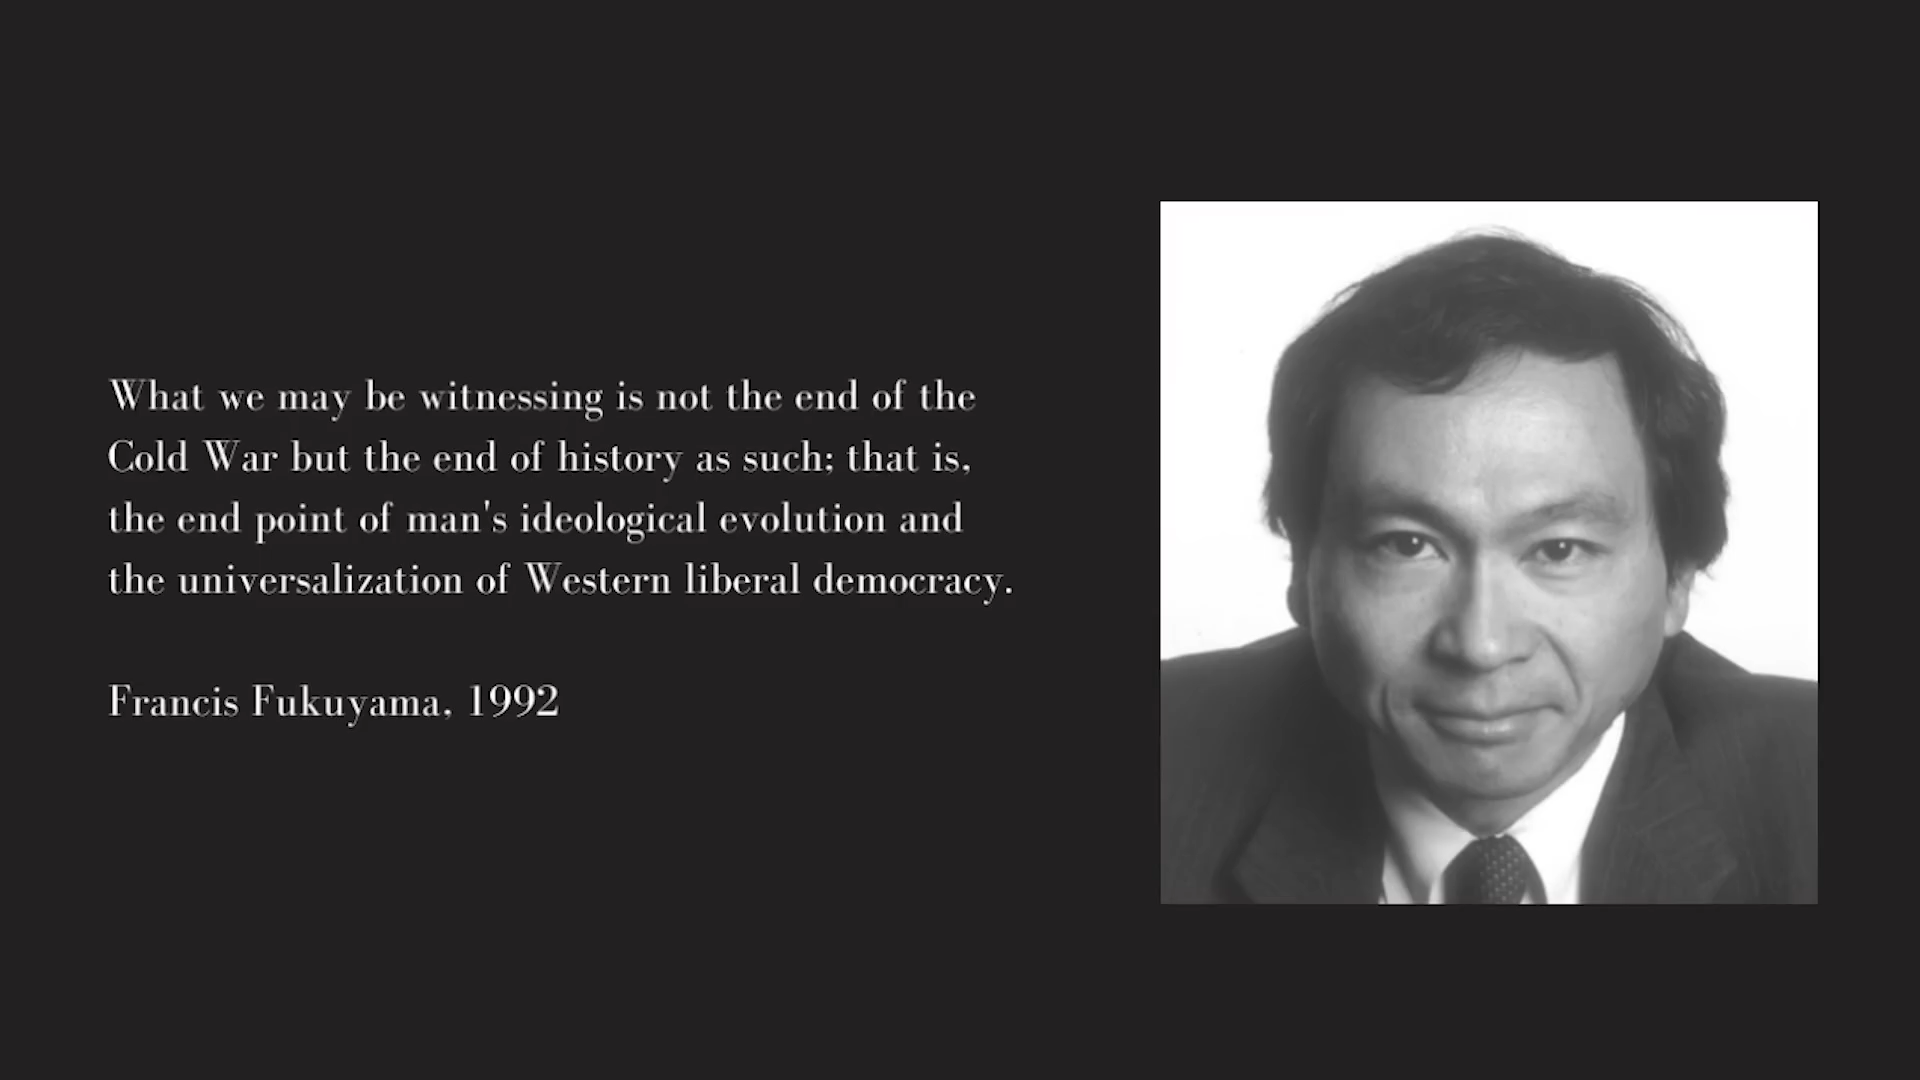 What we may be witnessing is not the end of the
Cold War but the end of history as such; that is,
the end point of man's ideological evolution and
the universalization of Western liberal democracy.
Francis Fukuyama, 1992